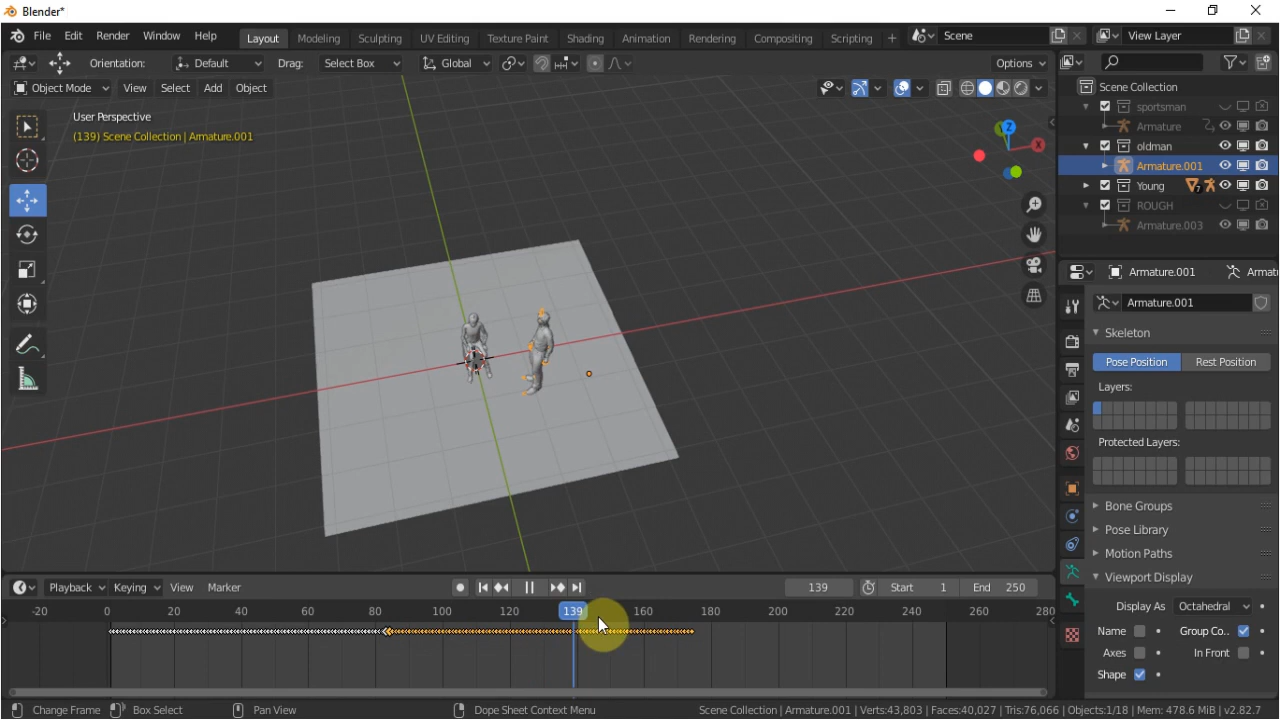 Blender*
File Edit Render Window Help Layout Modeling Sculpting UV Editing Texture Paint Shading Animation Rendering Compositing Scripting + Scene View Layer
Orientation: Default Drag: Select Box Global Options
Object Mode View Select Add Object
User Perspective
(139) Scene Collection | Armature.001
Z
X
Scene Collection
sportsman
Armature
oldman
Armature.001
Young 7
ROUGH
Armature.003
Armature.001 Armati
Armature.001
Skeleton
Pose Position Rest Position
Layers:
Protected Layers:
Bone Groups
Pose Library
Motion Paths
Viewport Display
Display As Octahedral
Name Group Co..
Axes In Front
Shape
Playback Keying View Marker 139 Start 1 End 250
-20 0 20 40 60 80 100 120 139 160 180 200 220 240 260 280
Change Frame Box Select Pan View Dope Sheet Context Menu Scene Collection | Armature.001 | Verts:43,803 | Faces:40,027 | Tris:76,066 | Objects:1/18 | Mem: 478.6 MiB | v2.82.7